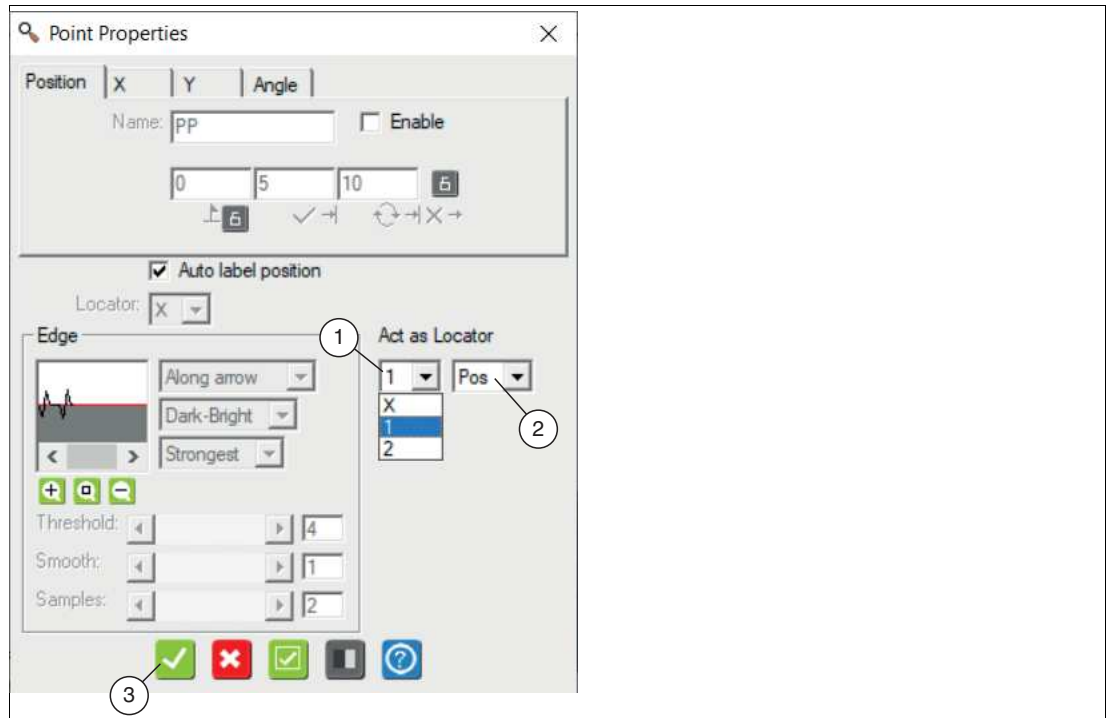 Point Properties
Position X Y Angle
Name: PP Enable
0 5 10
Auto label position
Locator: X
Edge 1 Act as Locator
Along arrow 1 Pos
Dark-Bright X
1 2
Strongest 2
Threshold: 4
Smooth: 1
Samples: 2
3